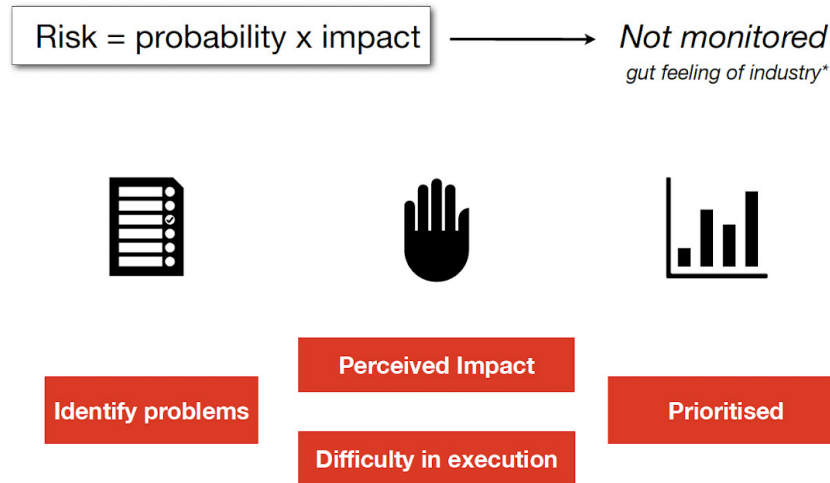 Risk = probability x impact
Not monitored
gut feeling of industry*
Perceived Impact
Identify problems
Prioritised
Difficulty in execution